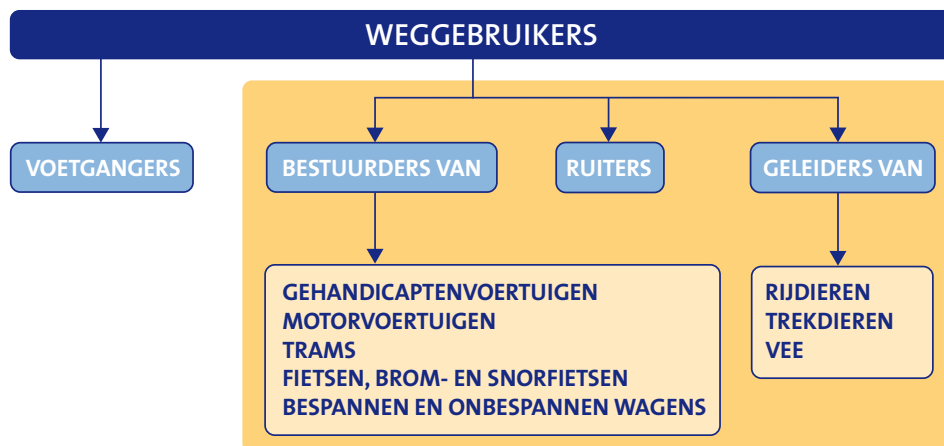 WEGGEBRUIKERS
VOETGANGERS
BESTUURDERS VAN
RUITERS
GELEIDERS VAN
GEHANDICAPTENVOERTUIGEN
MOTORVOERTUIGEN
TRAMS
FIETSEN, BROM- EN SNORFIETSEN
BESPANNEN EN ONBESPANNEN WAGENS
RIJDIEREN
TREKDIEREN
VEE